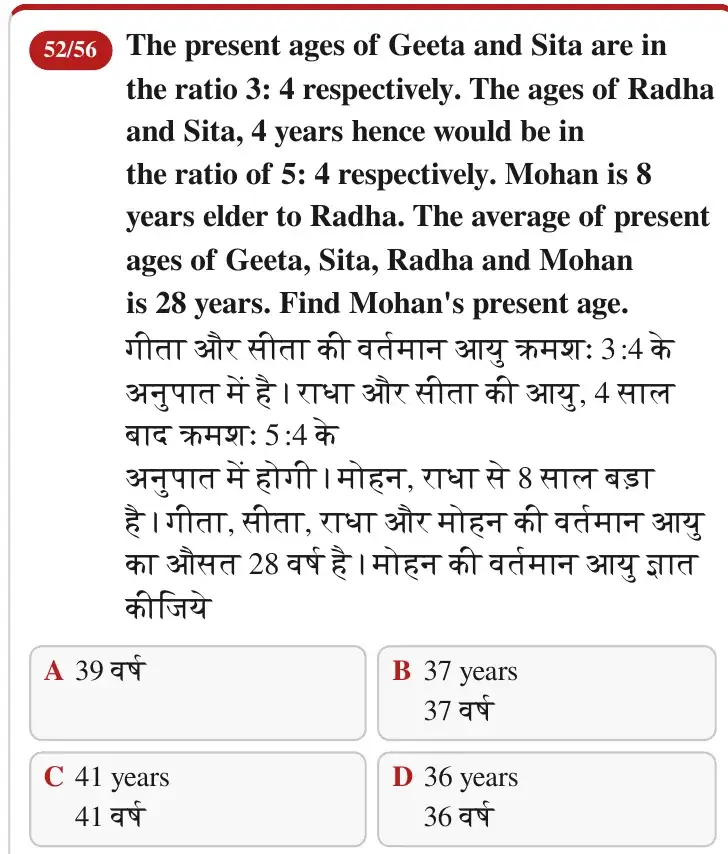 52/56 The present ages of Geeta and Sita are in
the ratio 3: 4 respectively. The ages of Radha
and Sita, 4 years hence would be in
the ratio of 5: 4 respectively. Mohan is 8
years elder to Radha. The average of present
ages of Geeta, Sita, Radha and Mohan
is 28 years. Find Mohan's present age.
गीता और सीता की वर्तमान आयु क्रमशः 3:4 के
अनुपात में है। राधा और सीता की आयु, 4 साल
बाद क्रमशः 5:4 के
अनुपात में होगी। मोहन, राधा से 8 साल बड़ा
है। गीता, सीता, राधा और मोहन की वर्तमान आयु
का औसत 28 वर्ष है। मोहन की वर्तमान आयु ज्ञात
कीजिये
A 39 वर्ष
B 37 years
37 वर्ष
C 41 years
41 वर्ष
D 36 years
36 वर्ष